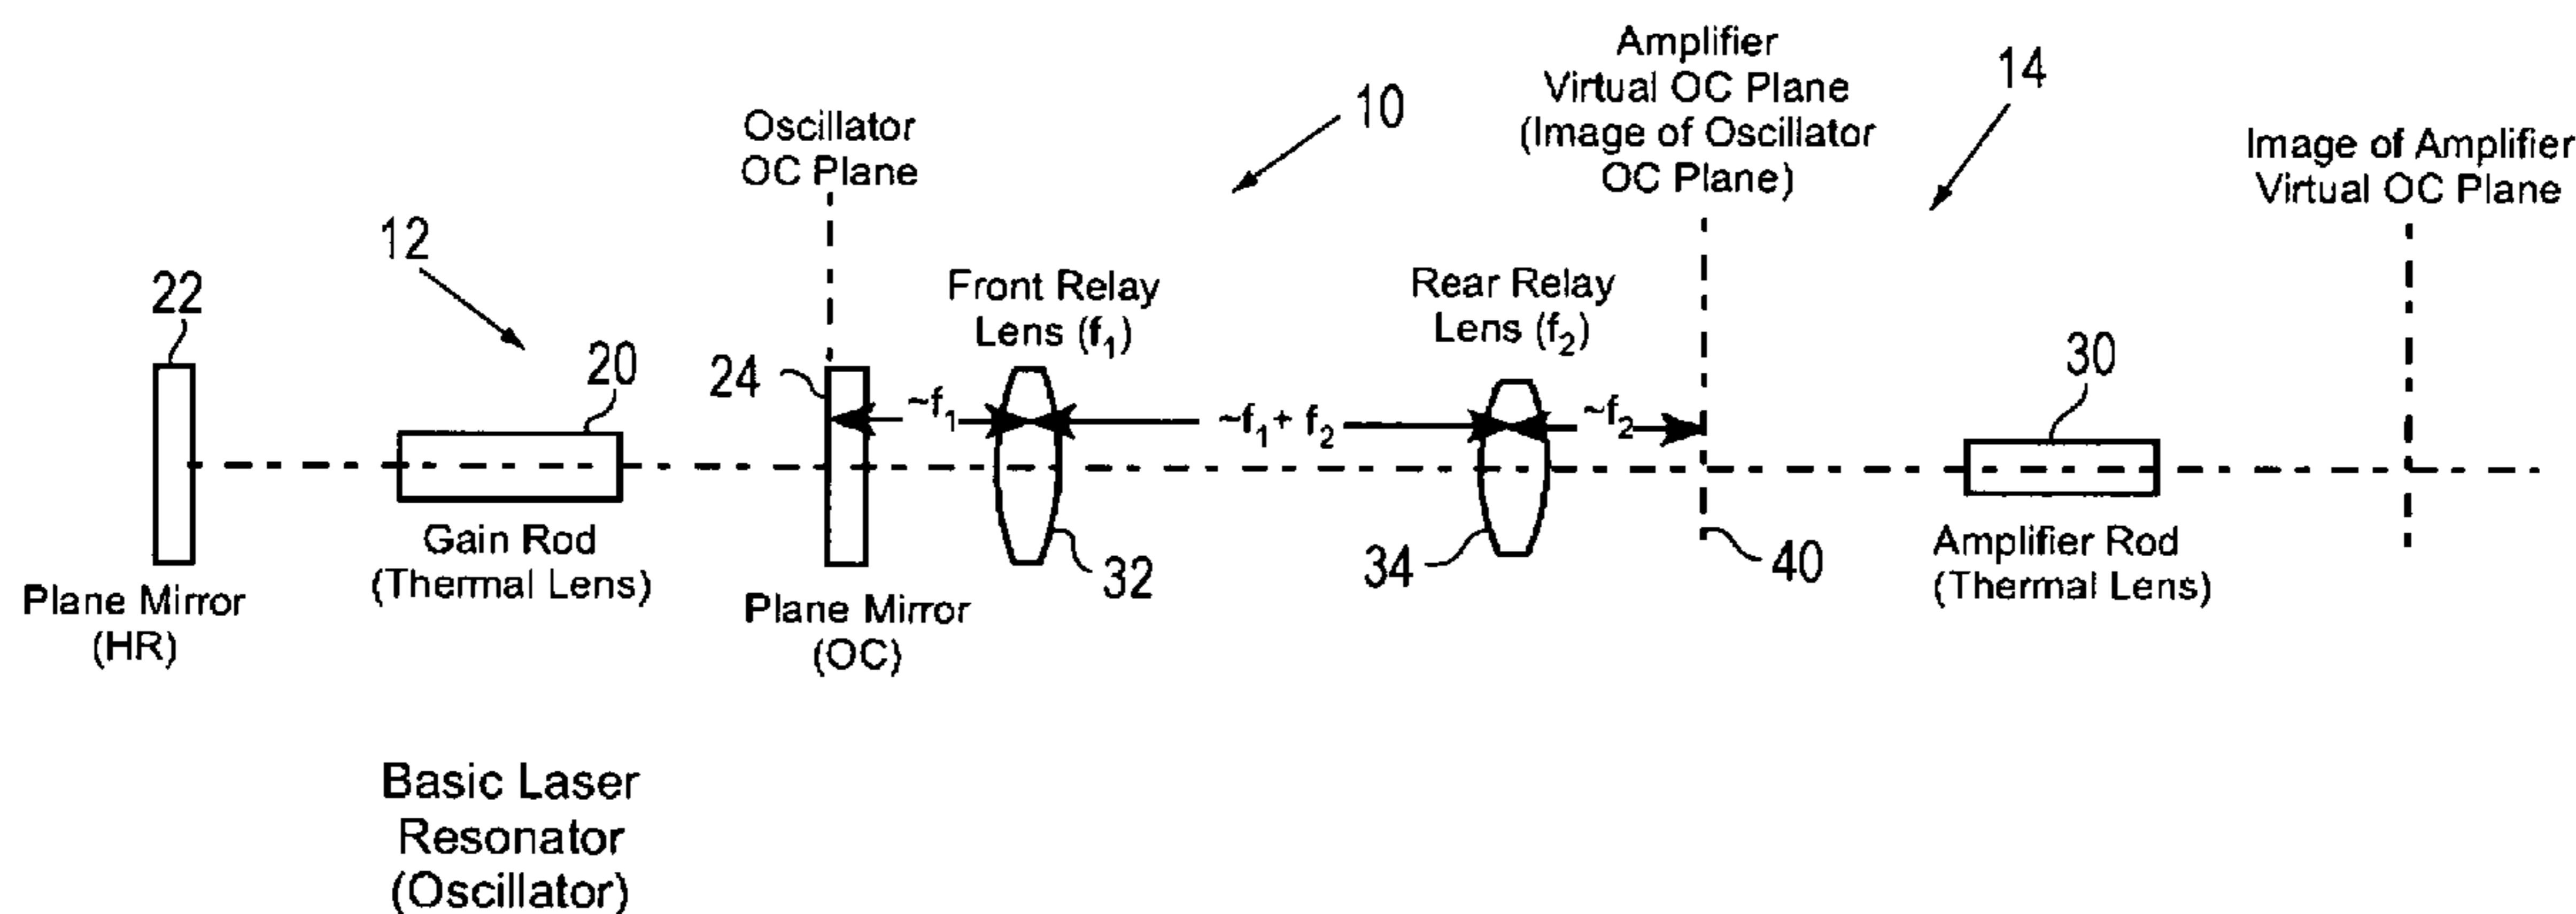 Amplifier
Virtual OC Plane
(Image of Oscillator
OC Plane)
14
10
Oscillator
OC Plane
Image of Amplifier
Virtual OC Plane
12
22
Front Relay
Lens (f1)
Rear Relay
Lens (f2)
20
24
30
~f1
~f1+ f2
~f2
Gain Rod
(Thermal Lens)
32
34
40
Amplifier Rod
(Thermal Lens)
Plane Mirror
(HR)
Plane Mirror
(OC)
Basic Laser
Resonator
(Oscillator)